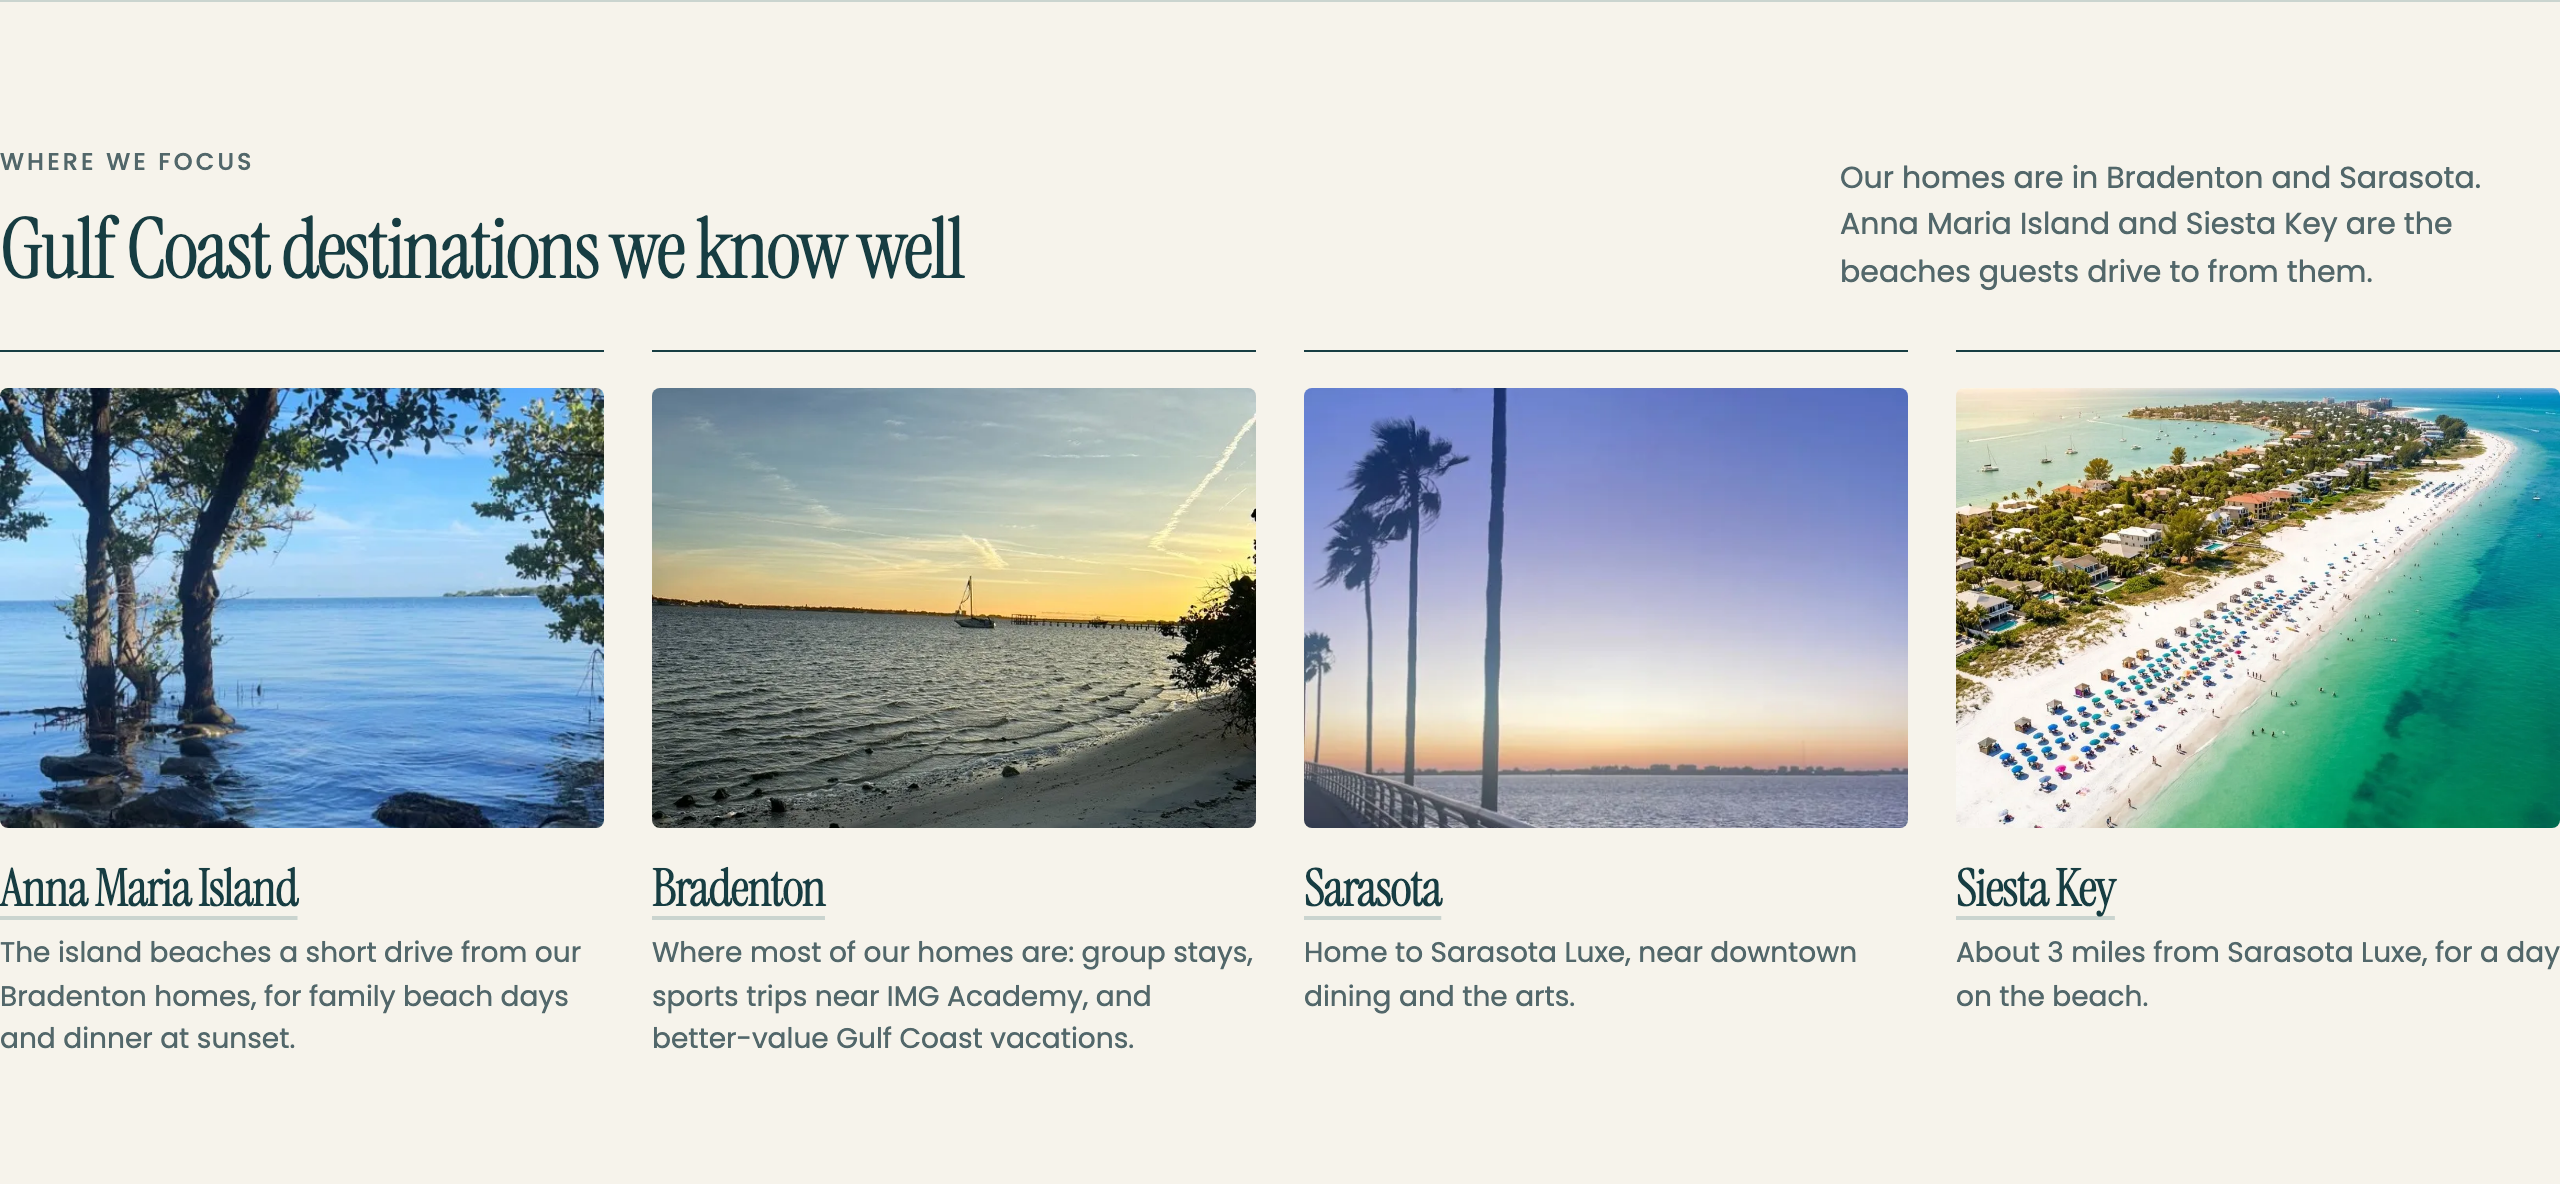 WHERE WE FOCUS
Gulf Coast destinations we know well
Our homes are in Bradenton and Sarasota.
Anna Maria Island and Siesta Key are the
beaches guests drive to from them.
Anna Maria Island
The island beaches a short drive from our
Bradenton homes, for family beach days
and dinner at sunset.
Bradenton
Where most of our homes are: group stays,
sports trips near IMG Academy, and
better-value Gulf Coast vacations.
Sarasota
Home to Sarasota Luxe, near downtown
dining and the arts.
Siesta Key
About 3 miles from Sarasota Luxe, for a day
on the beach.